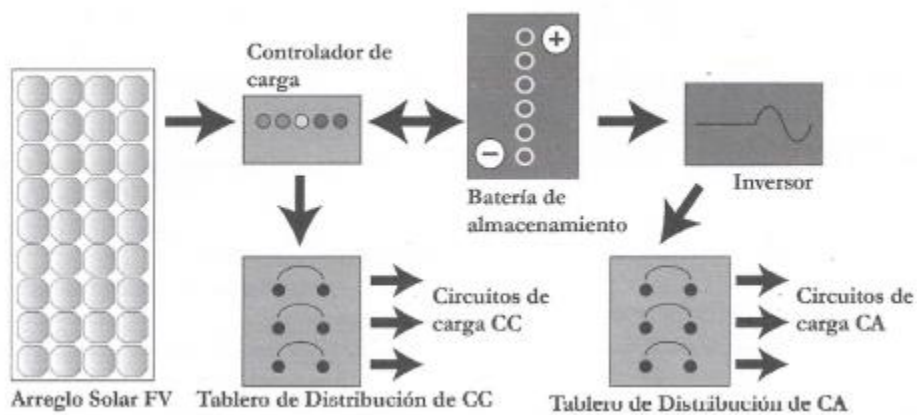 Controlador de
carga
Batería de
almacenamiento
Inversor
Circuitos de
carga CC
Circuitos de
carga CA
Arreglo Solar FV
Tablero de Distribución de CC
Tablero de Distribución de CA